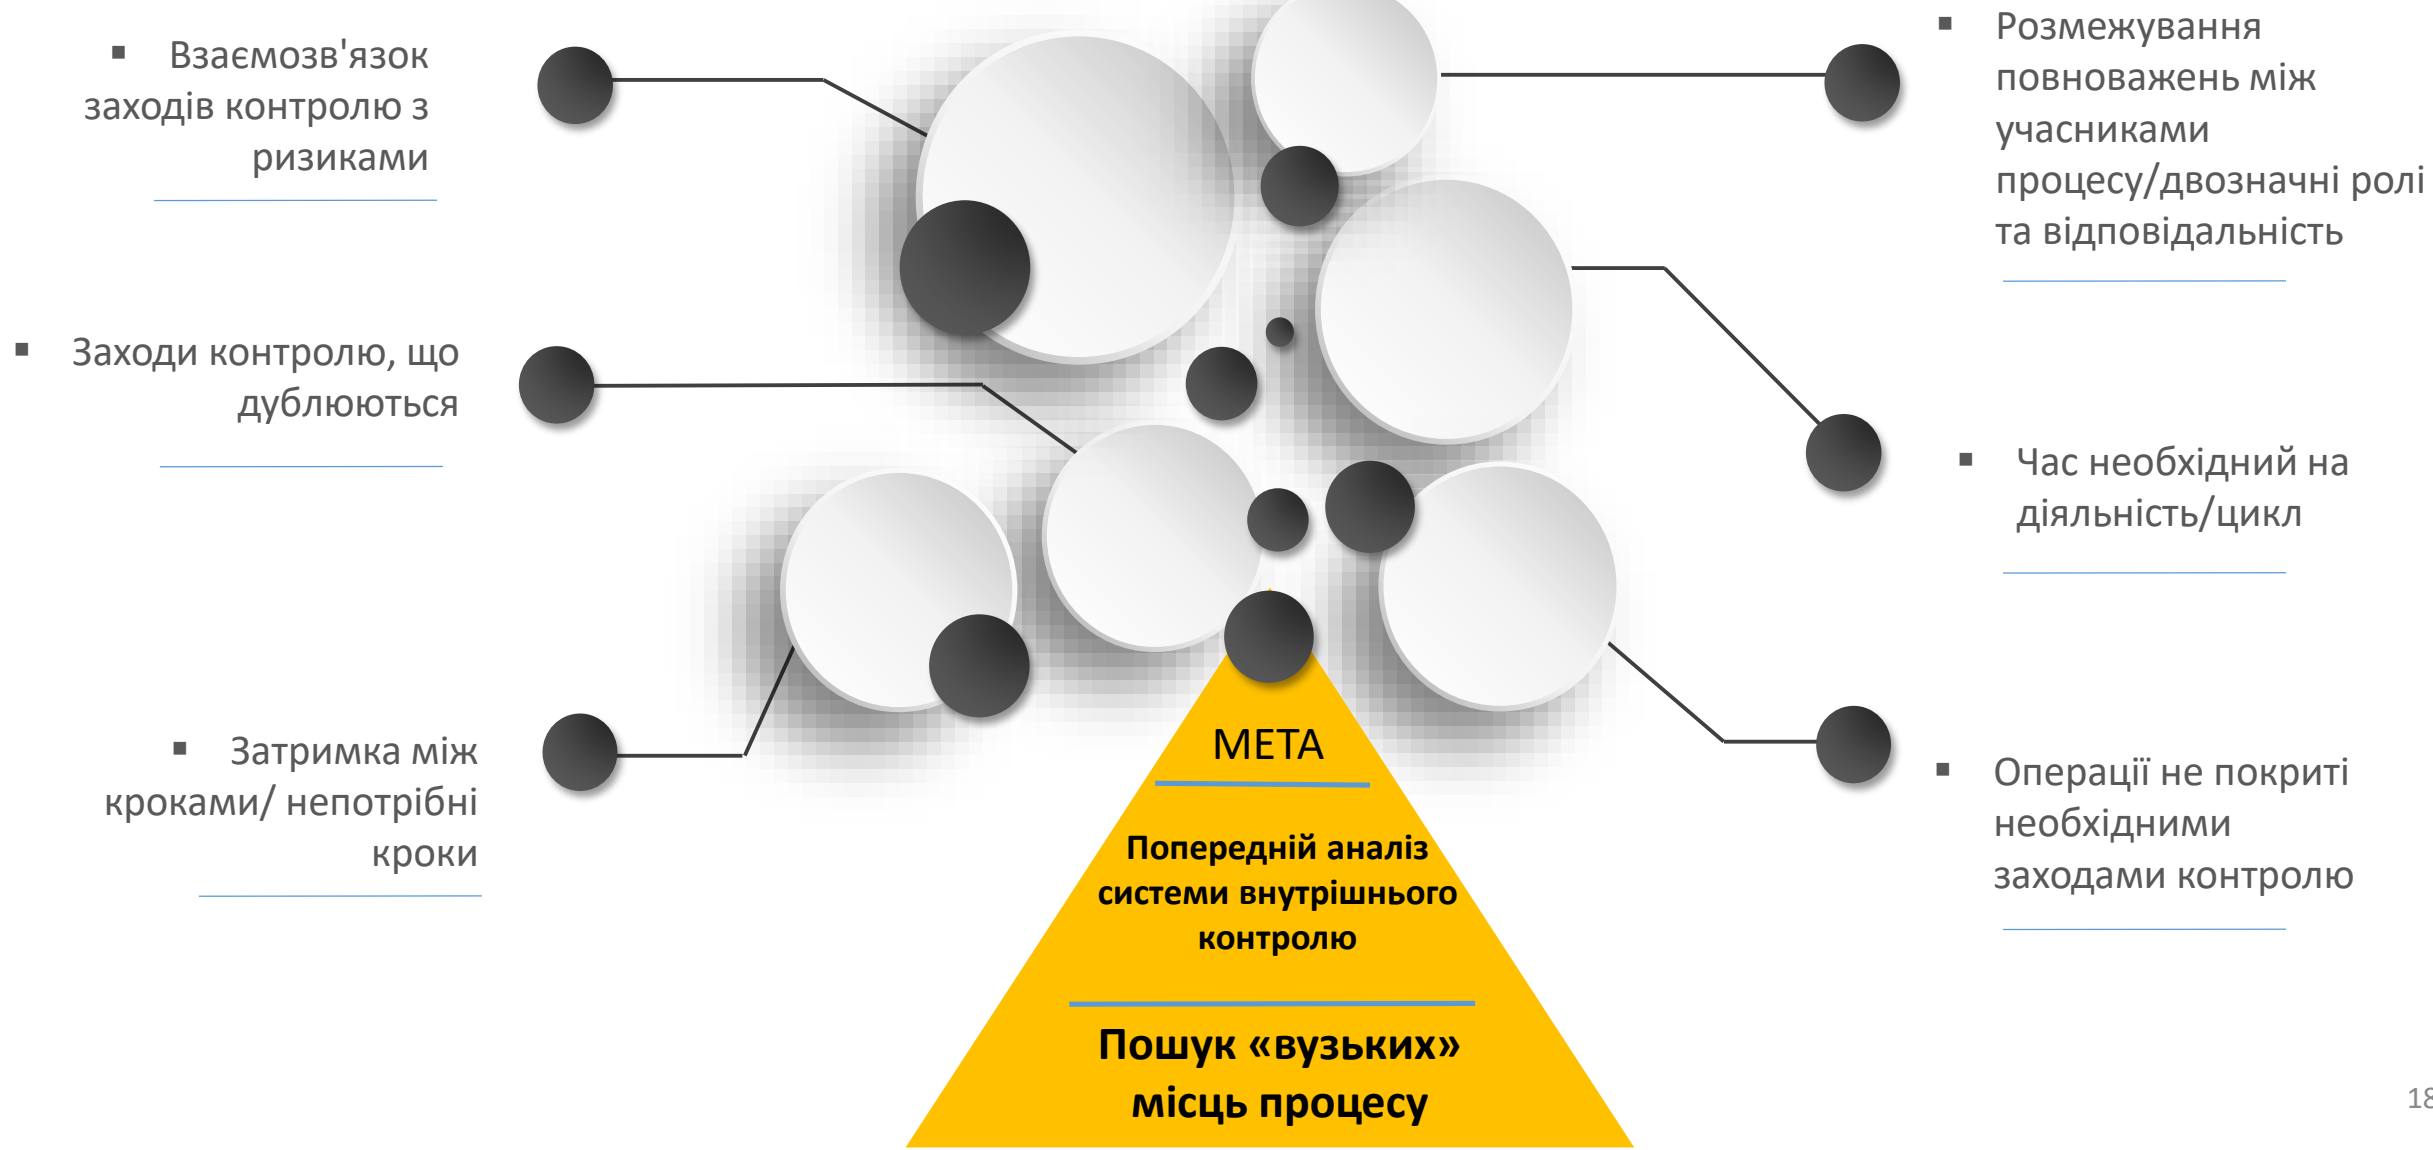 ▪ Взаємозв'язок
заходів контролю з
ризиками
▪ Заходи контролю, що
дублюються
▪ Затримка між
кроками/ непотрібні
кроки
▪ Розмежування
повноважень між
учасниками
процесу/двозначні ролі
та відповідальність
▪ Час необхідний на
діяльність/цикл
▪ Операції не покриті
необхідними
заходами контролю
МЕТА
Попередній аналіз
системи внутрішнього
контролю
Пошук «вузьких»
місць процесу
18